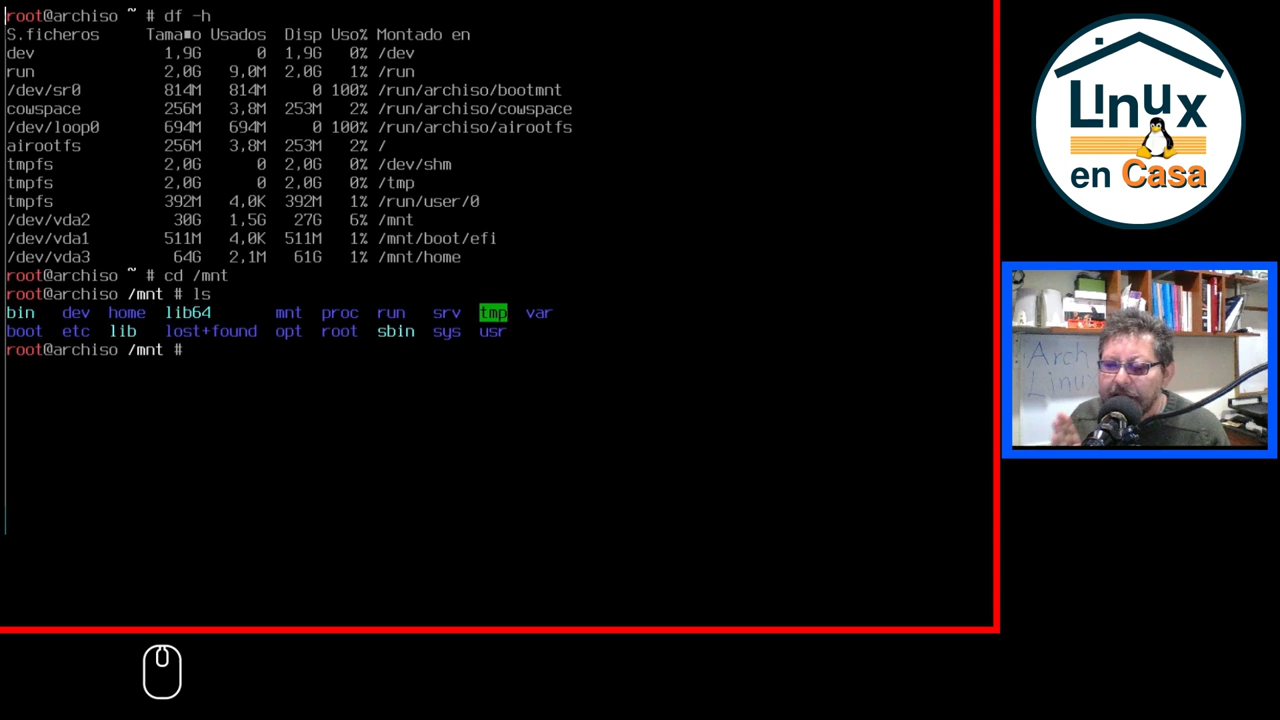 root@archiso ~ # df -h
S.ficheros Tama■o Usados Disp Uso% Montado en
dev 1,9G 0 1,9G 0% /dev
run 2,0G 9,0M 2,0G 1% /run
/dev/sr0 814M 814M 0 100% /run/archiso/bootmnt
cowspace 256M 3,8M 253M 2% /run/archiso/cowspace
/dev/loop0 694M 694M 0 100% /run/archiso/airootfs
airootfs 256M 3,8M 253M 2% /
tmpfs 2,0G 0 2,0G 0% /dev/shm
tmpfs 2,0G 0 2,0G 0% /tmp
tmpfs 392M 4,0K 392M 1% /run/user/0
/dev/vda2 30G 1,5G 27G 6% /mnt
/dev/vda1 511M 4,0K 511M 1% /mnt/boot/efi
/dev/vda3 64G 2,1M 61G 1% /mnt/home
root@archiso ~ # cd /mnt
root@archiso /mnt # ls
bin dev home lib64 mnt proc run srv tmp var
boot etc lib lost+found opt root sbin sys usr
root@archiso /mnt #
Linux
en Casa
Arch
Linux